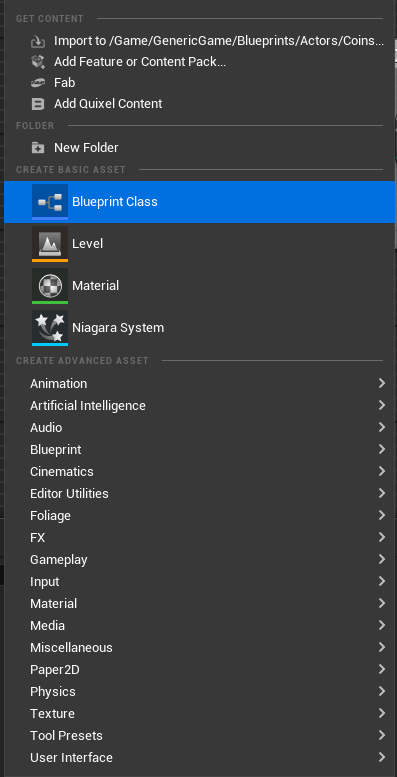 GET CONTENT
Import to /Game/GenericGame/Blueprints/Actors/Coins...
Add Feature or Content Pack...
Fab
Add Quixel Content
FOLDER
New Folder
CREATE BASIC ASSET
Blueprint Class
Level
Material
Niagara System
CREATE ADVANCED ASSET
Animation
Artificial Intelligence
Audio
Blueprint
Cinematics
Editor Utilities
Foliage
FX
Gameplay
Input
Material
Media
Miscellaneous
Paper2D
Physics
Texture
Tool Presets
User Interface